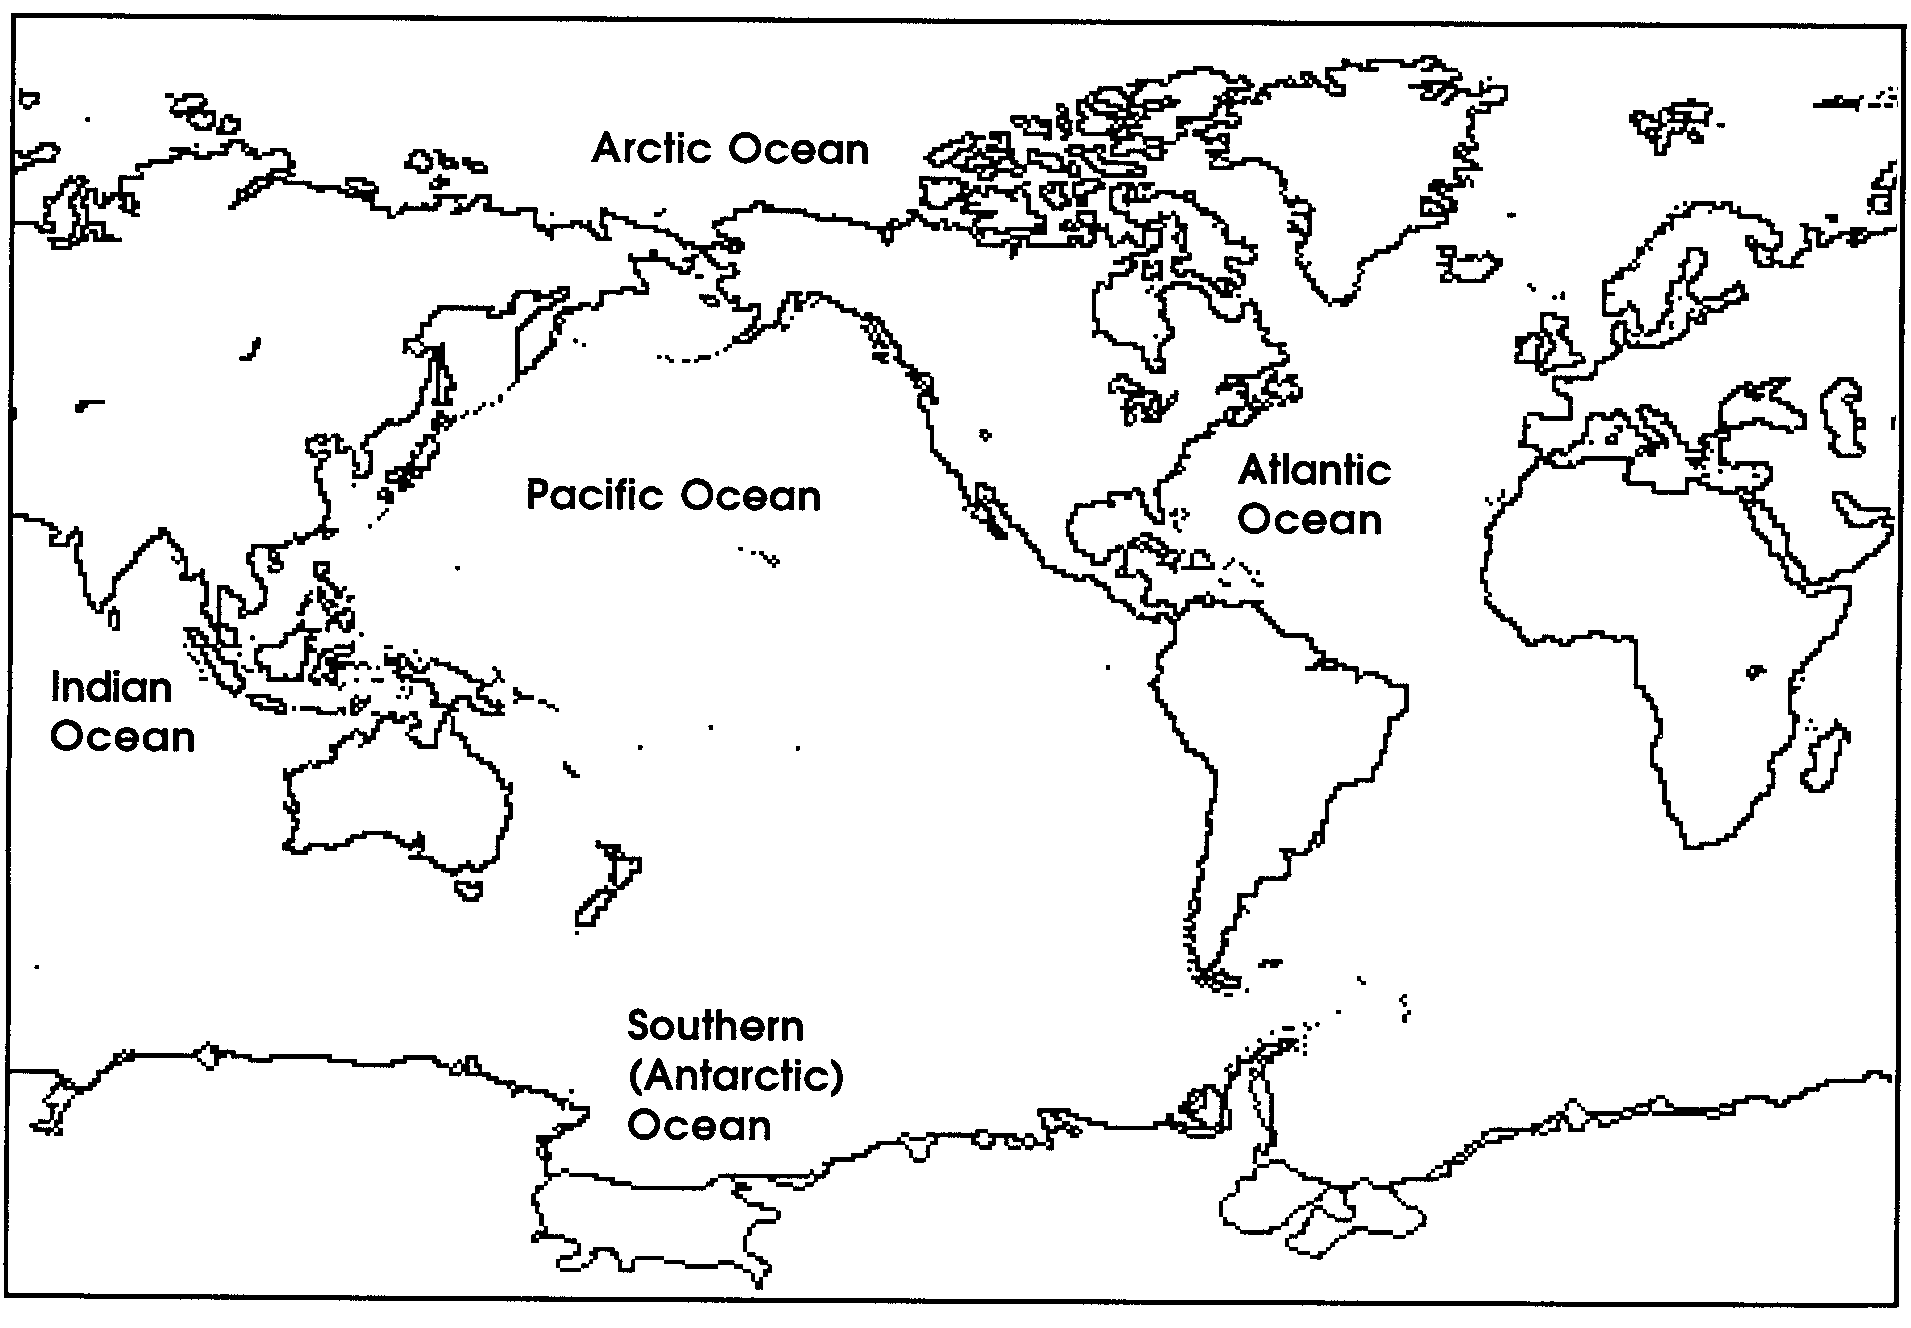 Arctic Ocean
Pacific Ocean
Atlantic
Ocean
Indian
Ocean
Southern
(Antarctic)
Ocean